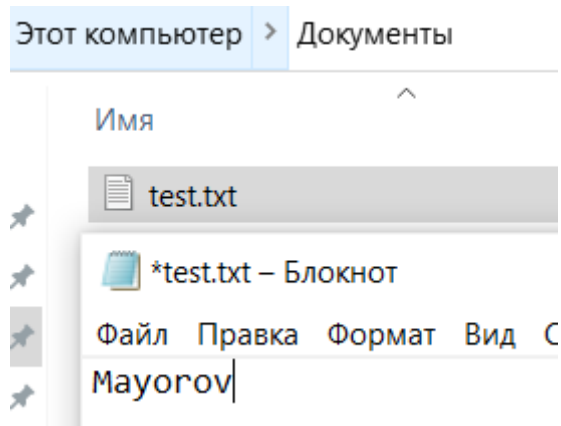 Этот компьютер > Документы
Имя
test.txt
*test.txt – Блокнот
Файл Правка Формат Вид
Mayorov